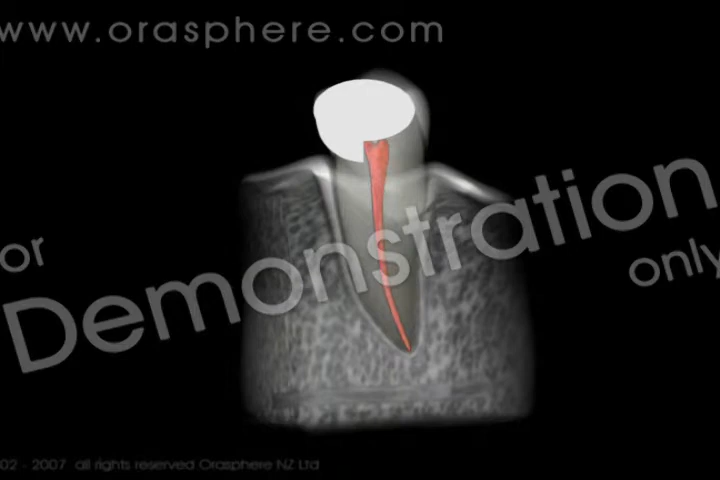 www.orasphere.com
or
Demonstration
only
02 - 2007 all rights reserved Orasphere NZ Ltd